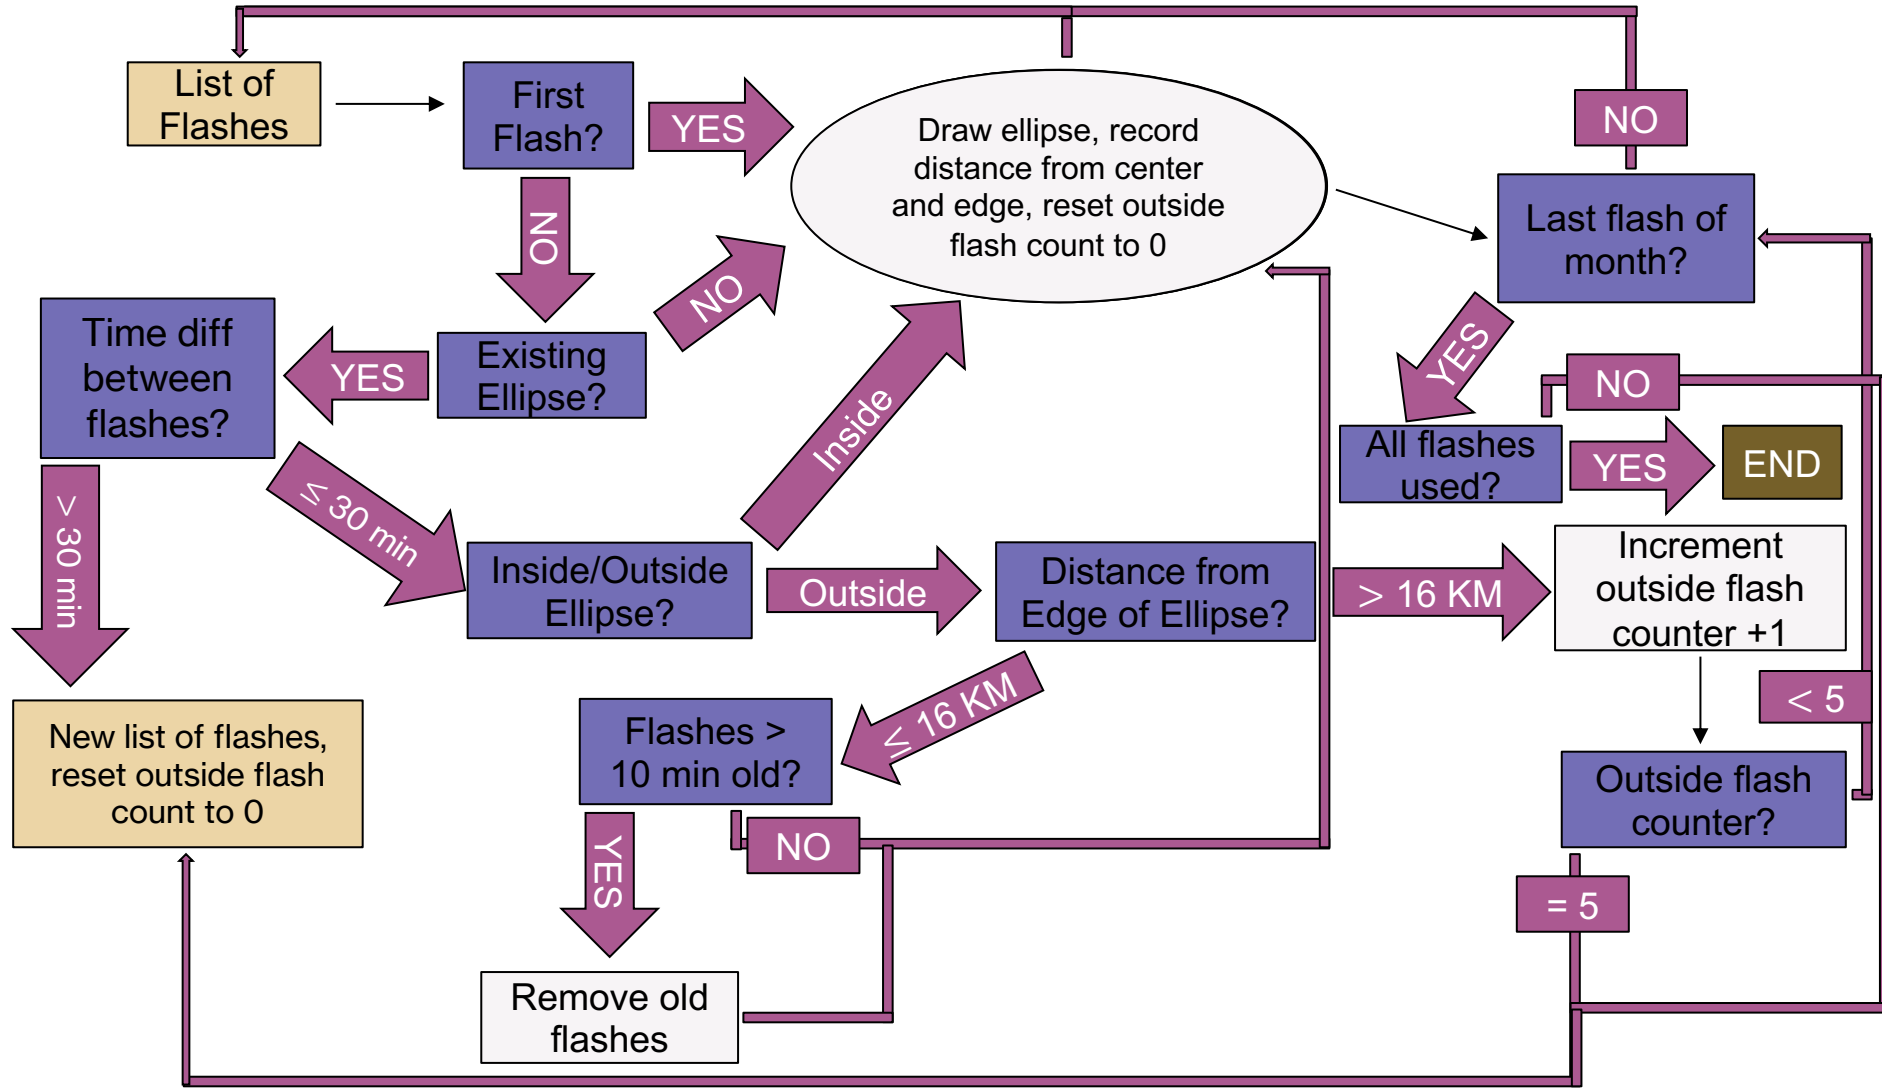 List of
Flashes
First
Flash?
YES
Draw ellipse, record
distance from center
and edge, reset outside
flash count to 0
NO
Last flash of
month?
NO
NO
Time diff
between
flashes?
YES
Existing
Ellipse?
Inside
YES
NO
All flashes
used?
YES
END
> 30 min
≤ 30 min
Inside/Outside
Ellipse?
Outside
Distance from
Edge of Ellipse?
> 16 KM
Increment
outside flash
counter +1
< 5
≤ 16 KM
New list of flashes,
reset outside flash
count to 0
Flashes >
10 min old?
Outside flash
counter?
YES
NO
= 5
Remove old
flashes